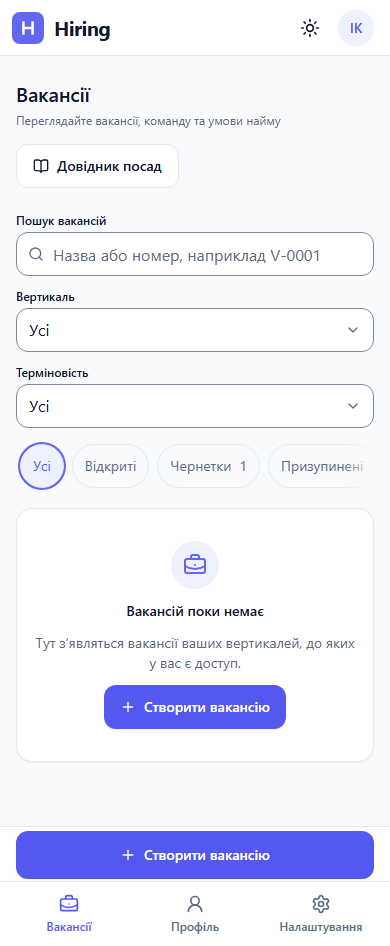 H Hiring
ІК
Вакансії
Переглядайте вакансії, команду та умови найму
Довідник посад
Пошук вакансій
Назва або номер, наприклад V-0001
Вертикаль
Усі
Терміновість
Усі
Усі Відкриті Чернетки 1 Призупинені
Вакансій поки немає
Тут з’являться вакансії ваших вертикалей, до яких
у вас є доступ.
Створити вакансію
Створити вакансію
Вакансії Профіль Налаштування